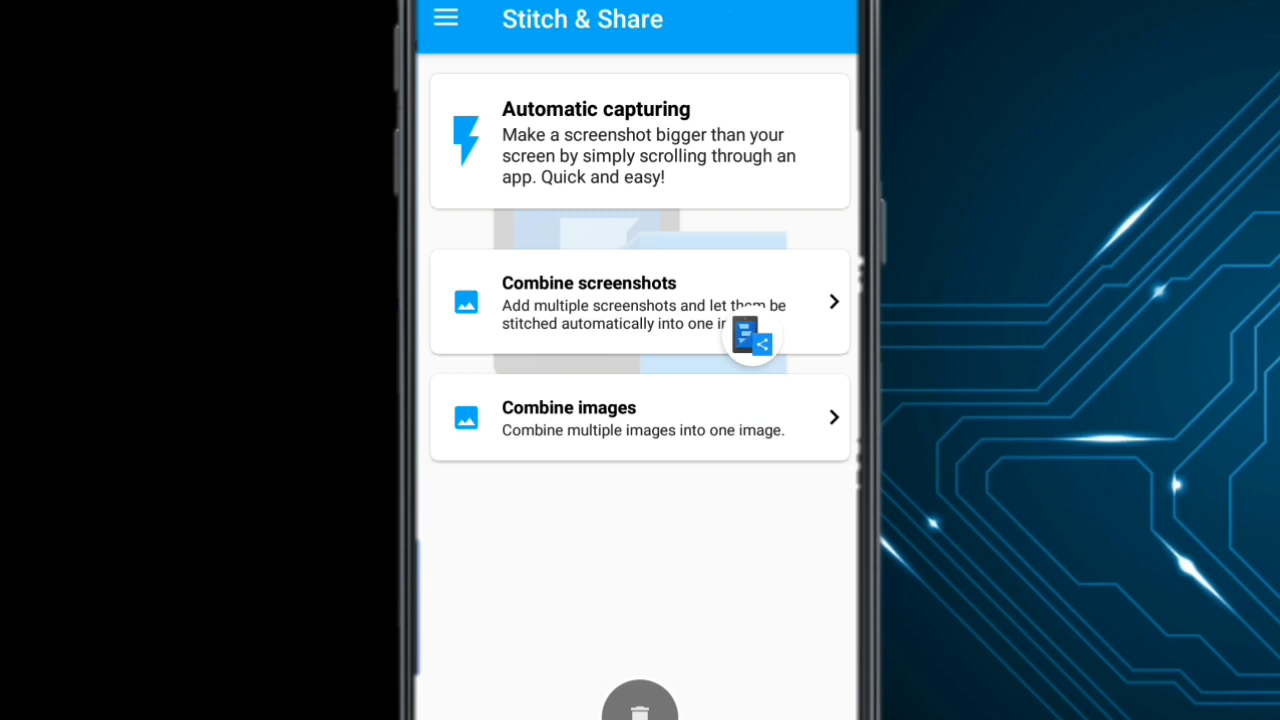 Stitch & Share
Automatic capturing
Make a screenshot bigger than your
screen by simply scrolling through an
app. Quick and easy!
Combine screenshots
Add multiple screenshots and let them be
stitched automatically into one
Combine images
Combine multiple images into one image.